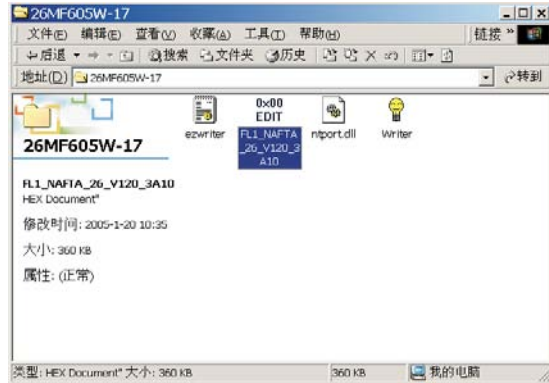 26MF605W-17
文件(F) 编辑(E) 查看(V) 收藏(A) 工具(T) 帮助(H) 链接 »
后退 搜索 文件夹 历史
地址(D) 26MF605W-17 转到
0x00
EDIT
ezwriter FL1_NAFTA_26_V120_3A10 ntport.dll Writer
26MF605W-17
FL1_NAFTA_26_V120_3A10
HEX Document"
修改时间: 2005-1-20 10:35
大小: 360 KB
属性: (正常)
类型: HEX Document" 大小: 360 KB 360 KB 我的电脑